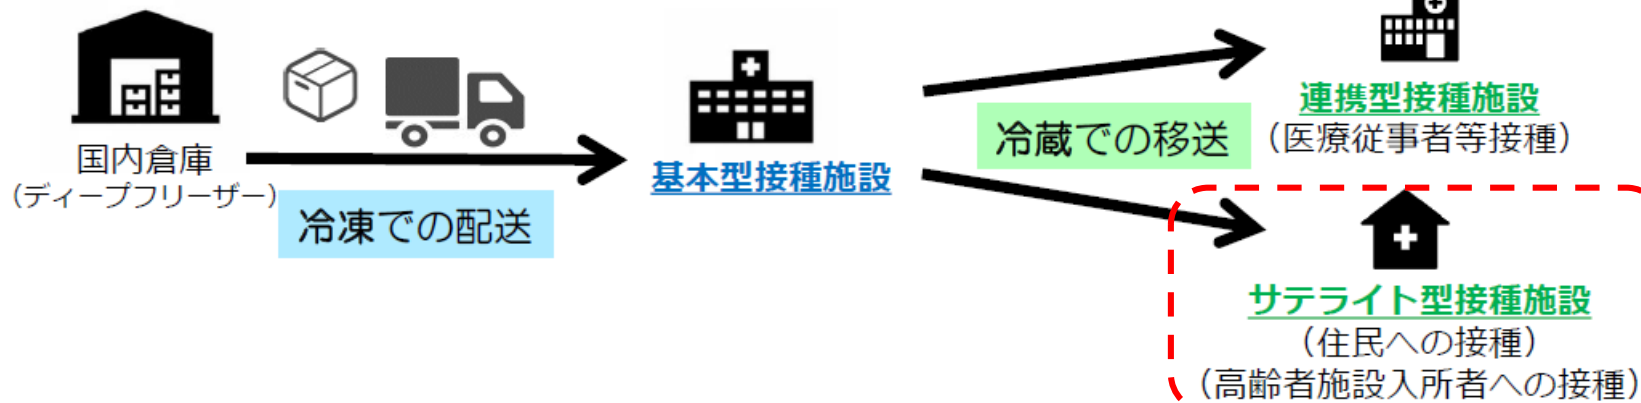 国内倉庫
（ディープフリーザー）
冷凍での配送
基本型接種施設
冷蔵での移送
連携型接種施設
（医療従事者等接種）
サテライト型接種施設
（住民への接種）
（高齢者施設入所者への接種）